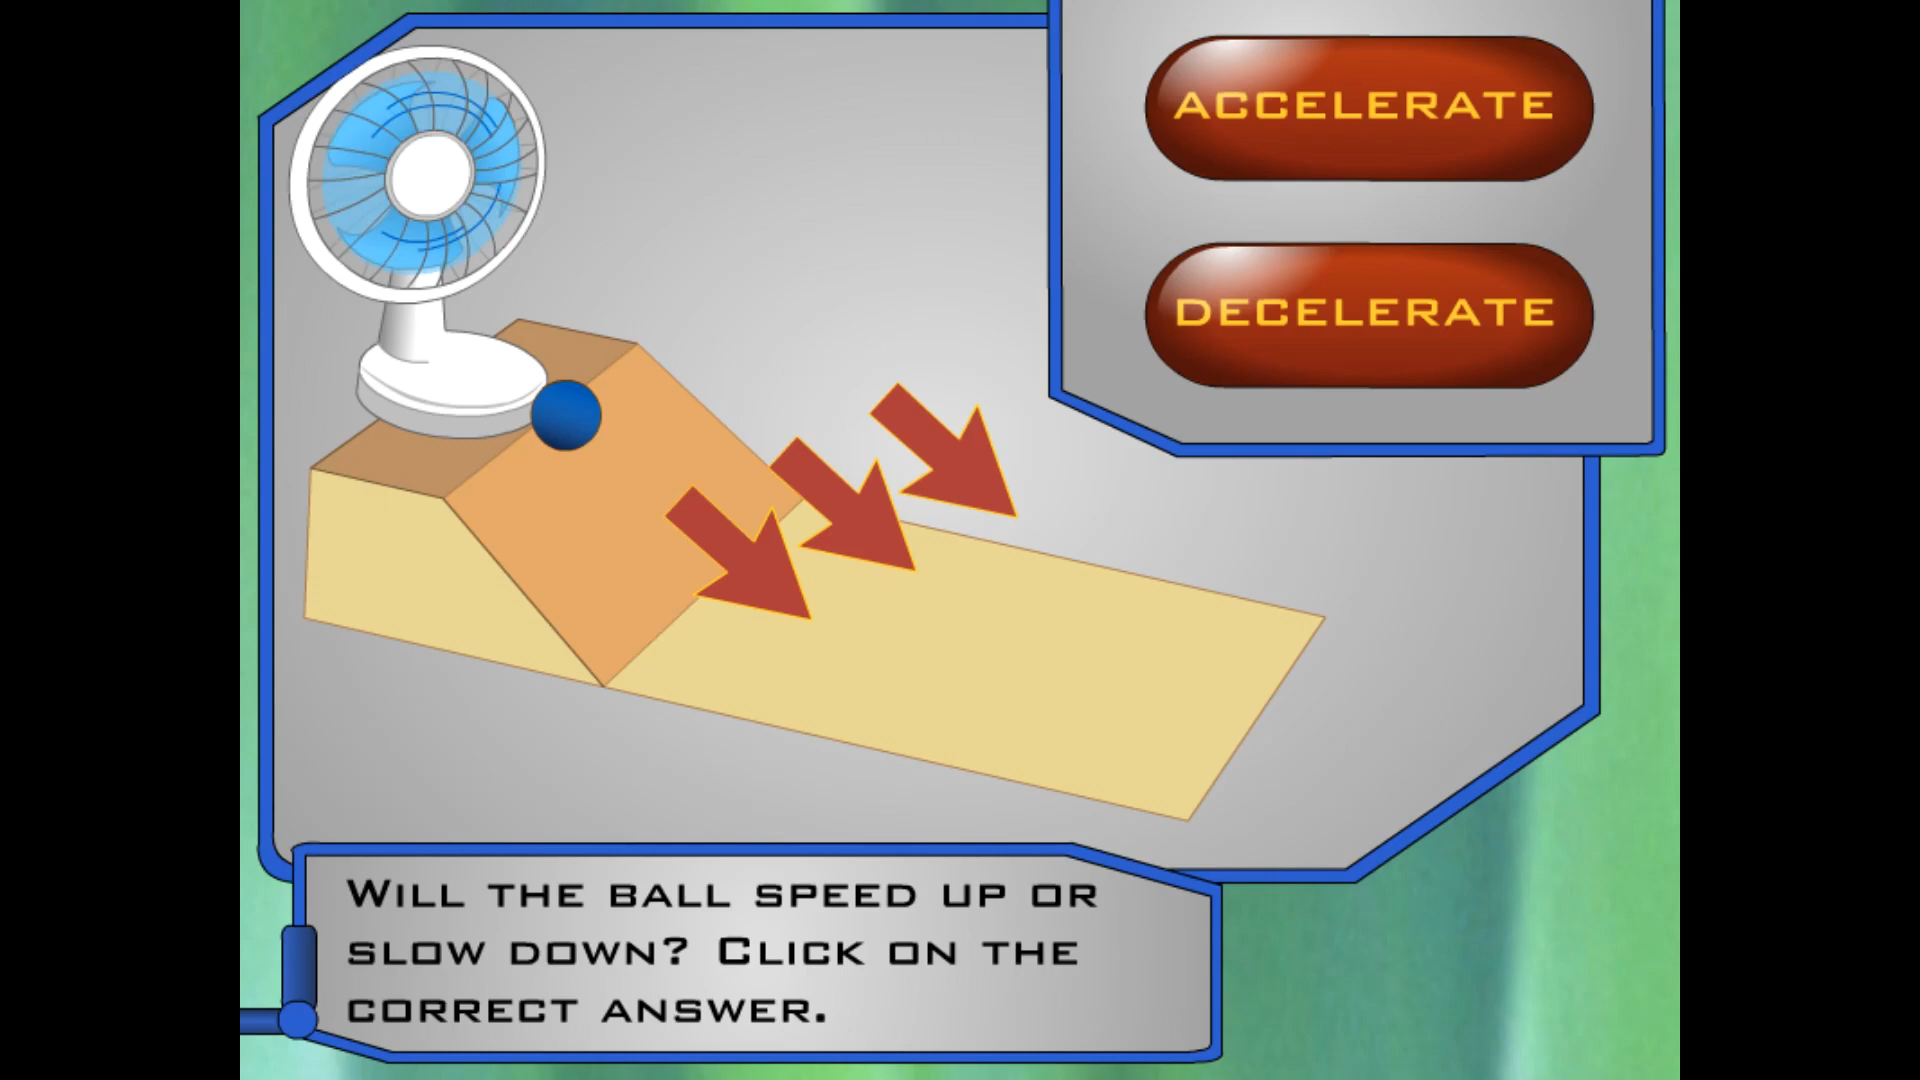 ACCELERATE
DECELERATE
WILL THE BALL SPEED UP OR
SLOW DOWN? CLICK ON THE
CORRECT ANSWER.